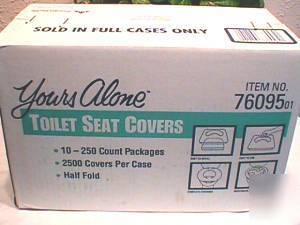 SOLD IN FULL CASES ONLY
Yours Alone
ITEM NO.
7609501
TOILET SEAT COVERS
• 10 – 250 Count Packages
• 2500 Covers Per Case
• Half Fold